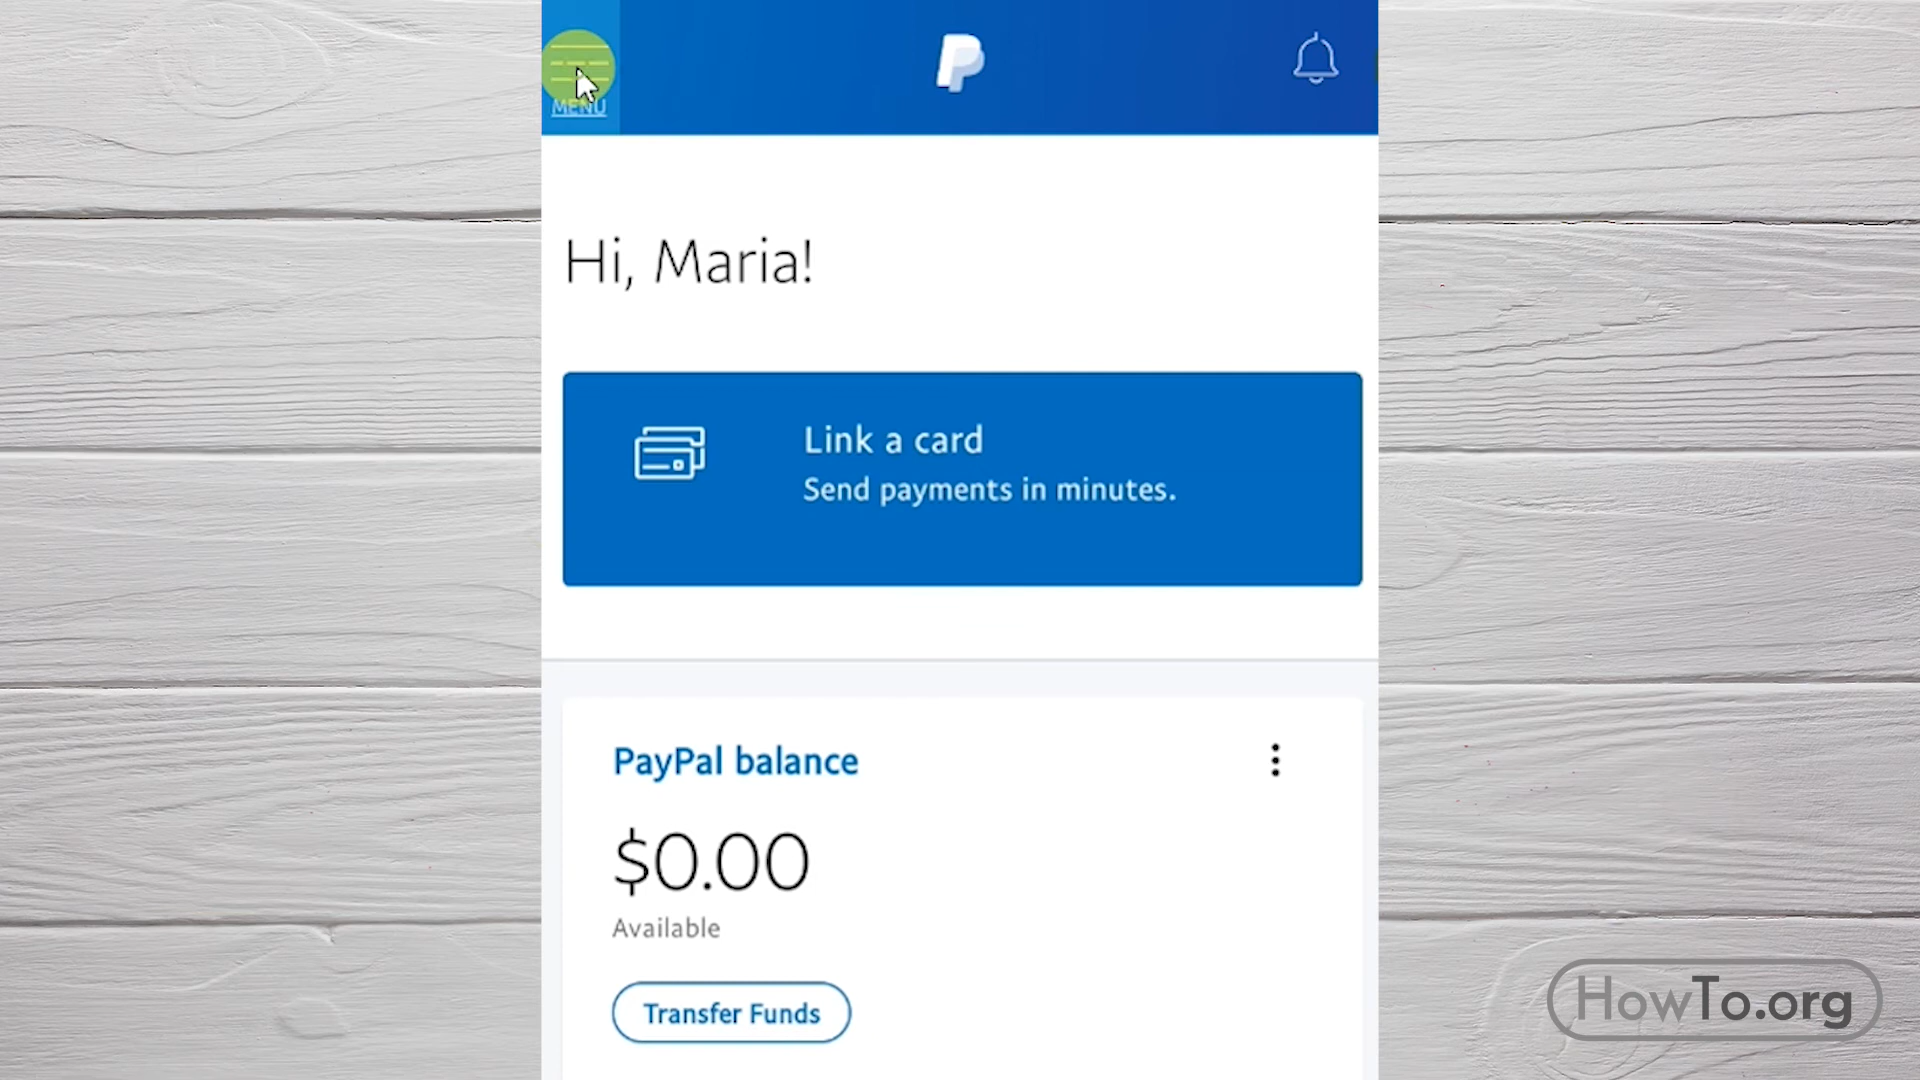 MENU
Hi, Maria!
Link a card
Send payments in minutes.
PayPal balance
$0.00
Available
Transfer Funds
HowTo.org